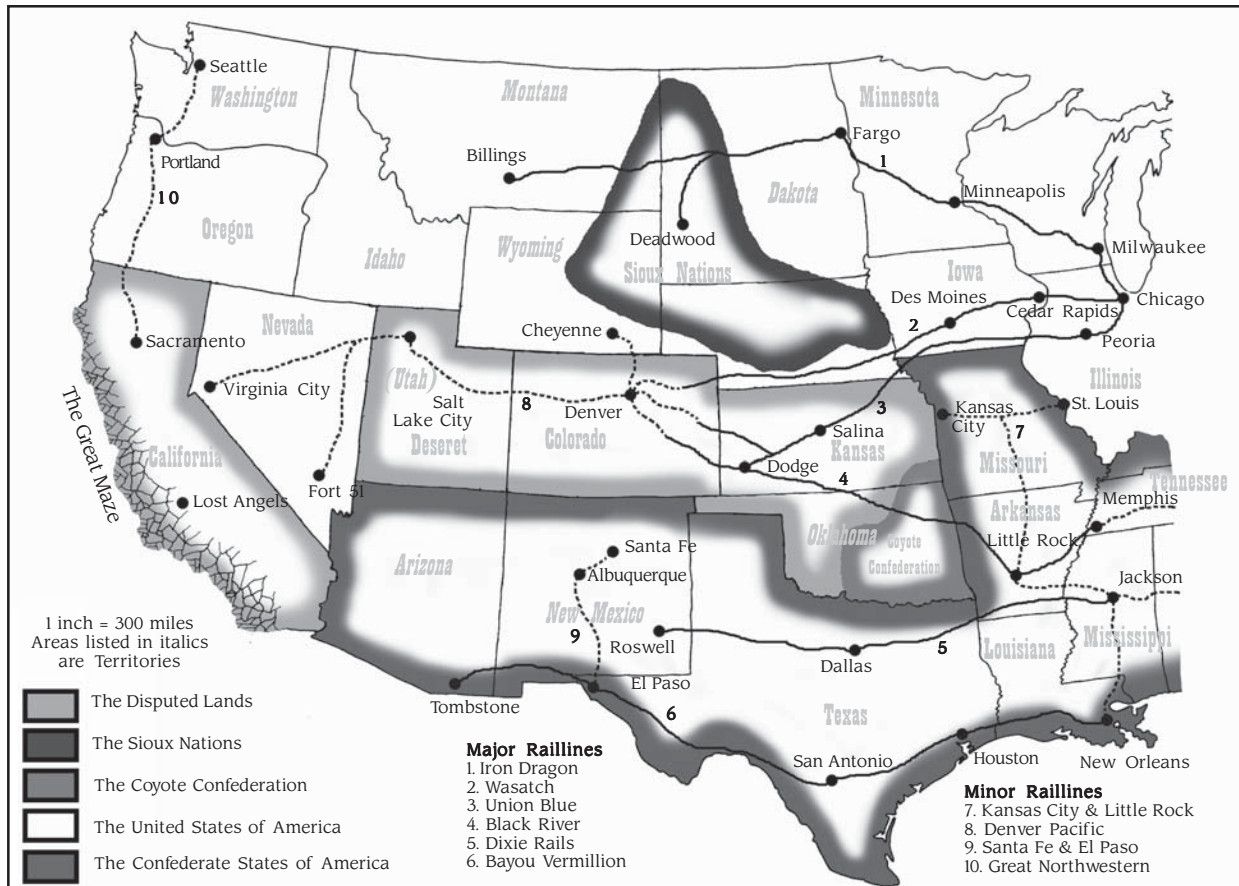 Seattle
Washington
Montana
Minnesota
Fargo
Portland
Billings
1
10
Minneapolis
Dakota
Oregon
Deadwood
Milwaukee
Wyoming
Idaho
Sioux Nations
Iowa
Des Moines
Chicago
Cedar Rapids
Nevada
Cheyenne
2
Sacramento
Peoria
(Utah)
Illinois
Virginia City
8
3
Salt
Lake City
Denver
Kansas
City
St. Louis
The Great Maze
Colorado
Salina
7
Deseret
Kansas
California
Dodge
Missouri
4
Fort 51
Tennessee
Lost Angels
Memphis
Arkansas
Oklahoma
Little Rock
Coyote
Confederation
Santa Fe
Arizona
Albuquerque
Jackson
New Mexico
1 inch = 300 miles
Areas listed in italics
are Territories
9
Roswell
5
Mississippi
Louisiana
Dallas
El Paso
Tombstone
6
Texas
The Disputed Lands
The Sioux Nations
The Coyote Confederation
The United States of America
The Confederate States of America
San Antonio
Houston
New Orleans
Major Raillines
1. Iron Dragon
2. Wasatch
3. Union Blue
4. Black River
5. Dixie Rails
6. Bayou Vermillion
Minor Raillines
7. Kansas City & Little Rock
8. Denver Pacific
9. Santa Fe & El Paso
10. Great Northwestern